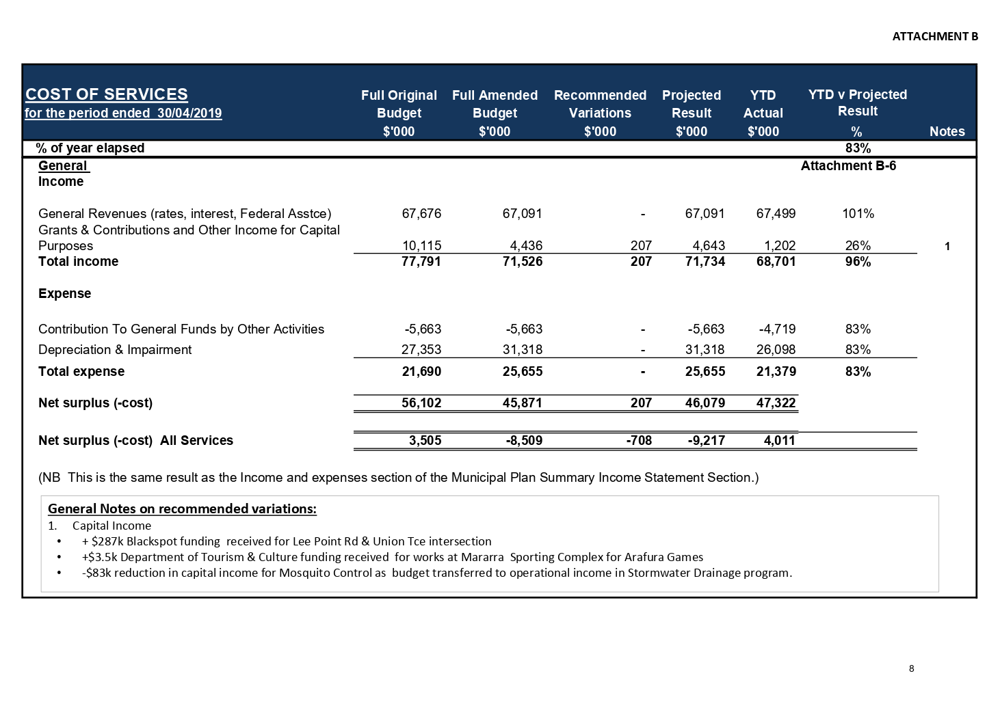 ATTACHMENT B
COST OF SERVICES
for the period ended 30/04/2019
Full Original Budget $'000
Full Amended Budget $'000
Recommended Variations $'000
Projected Result $'000
YTD Actual $'000
YTD v Projected Result %
Notes
% of year elapsed 83%
General Attachment B-6
Income
General Revenues (rates, interest, Federal Asstce) 67,676 67,091 - 67,091 67,499 101%
Grants & Contributions and Other Income for Capital
Purposes 10,115 4,436 207 4,643 1,202 26% 1
Total income 77,791 71,526 207 71,734 68,701 96%
Expense
Contribution To General Funds by Other Activities -5,663 -5,663 - -5,663 -4,719 83%
Depreciation & Impairment 27,353 31,318 - 31,318 26,098 83%
Total expense 21,690 25,655 - 25,655 21,379 83%
Net surplus (-cost) 56,102 45,871 207 46,079 47,322
Net surplus (-cost) All Services 3,505 -8,509 -708 -9,217 4,011
(NB This is the same result as the Income and expenses section of the Municipal Plan Summary Income Statement Section.)
General Notes on recommended variations:
1. Capital Income
• + $287k Blackspot funding received for Lee Point Rd & Union Tce intersection
• +$3.5k Department of Tourism & Culture funding received for works at Mararra Sporting Complex for Arafura Games
• -$83k reduction in capital income for Mosquito Control as budget transferred to operational income in Stormwater Drainage program.
8